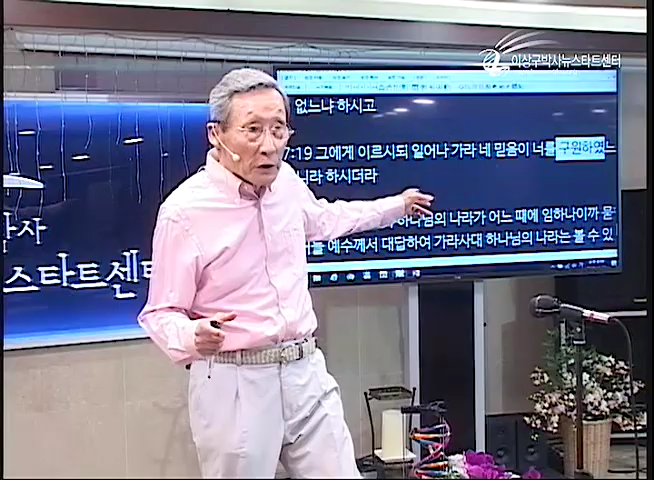 이상구박사뉴스타트센터
없느냐 하시고
7:19 그에게 이르시되 일어나 가라 네 믿음이 너를 구원하였느
니라 하시더라
하나님의 나라가 어느 때에 임하나이까 묻
를 예수께서 대답하여 가라사대 하나님의 나라는 볼 수 있
박사
스타트센터